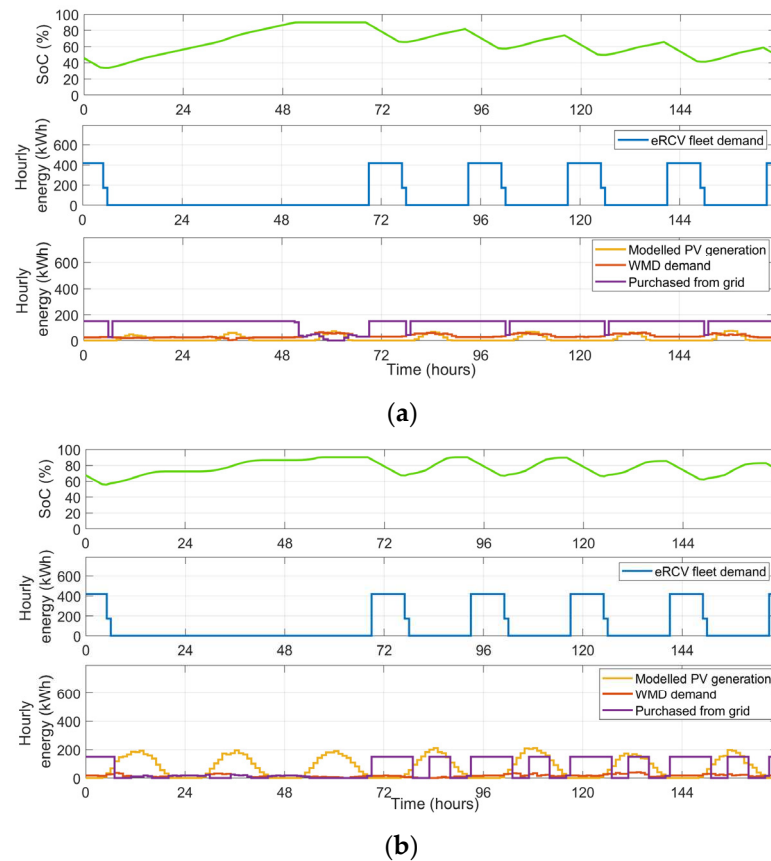 100
80
60
40
20
0
SoC (%)
0 24 48 72 96 120 144
600
400
200
0
Hourly
energy (kWh)
eRCV fleet demand
0 24 48 72 96 120 144
600
400
200
0
Hourly
energy (kWh)
Modelled PV generation
WMD demand
Purchased from grid
0 24 48 72 96 120 144
Time (hours)
(a)
100
80
60
40
20
0
SoC (%)
0 24 48 72 96 120 144
600
400
200
0
Hourly
energy (kWh)
eRCV fleet demand
0 24 48 72 96 120 144
600
400
200
0
Hourly
energy (kWh)
Modelled PV generation
WMD demand
Purchased from grid
0 24 48 72 96 120 144
Time (hours)
(b)